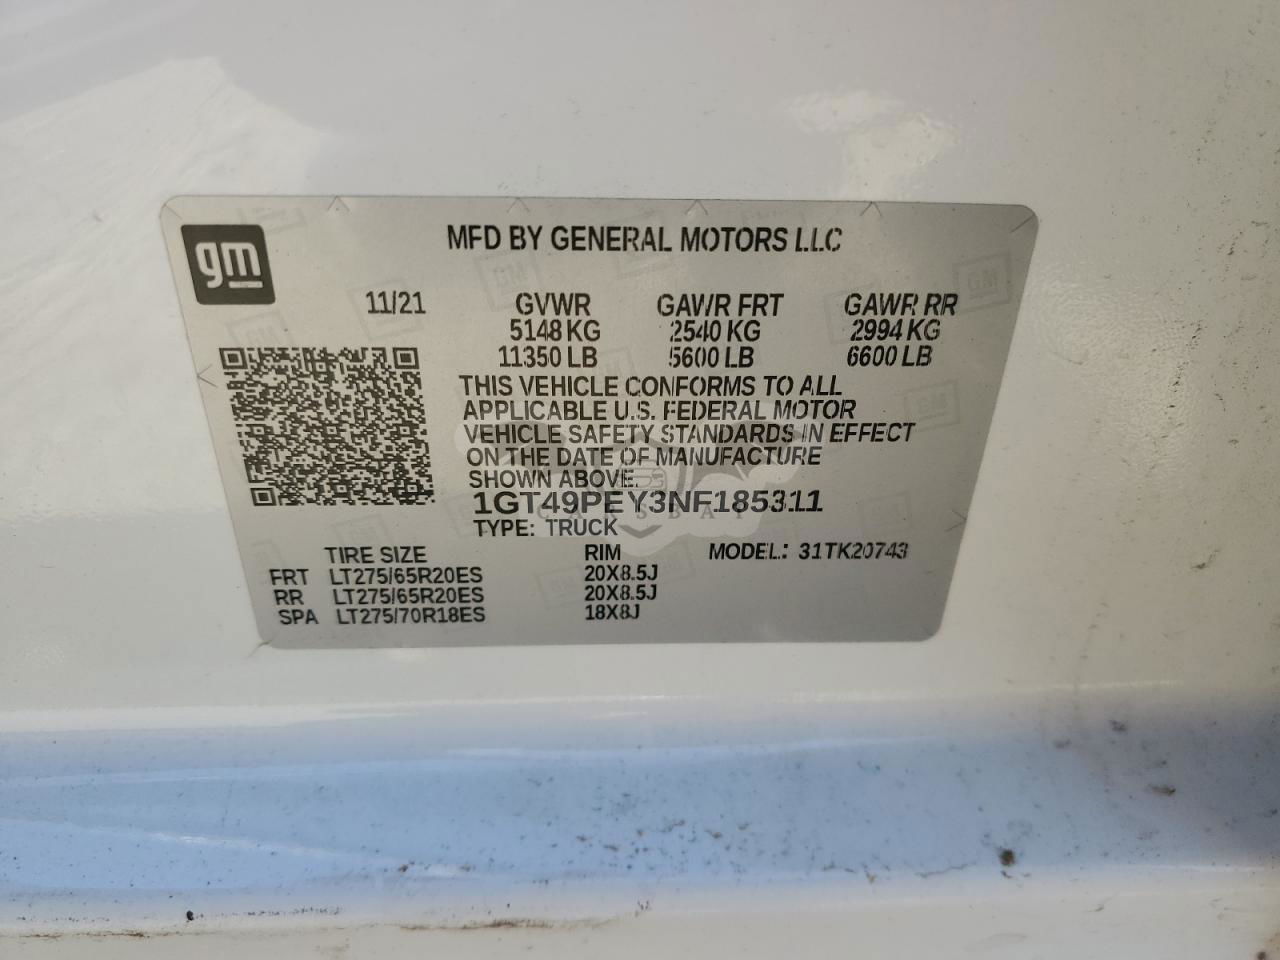 gm
MFD BY GENERAL MOTORS LLC
11/21 GVWR GAWR FRT GAWR RR
5148 KG 2540 KG 2994 KG
11350 LB 5600 LB 6600 LB
THIS VEHICLE CONFORMS TO ALL
APPLICABLE U.S. FEDERAL MOTOR
VEHICLE SAFETY STANDARDS IN EFFECT
ON THE DATE OF MANUFACTURE
SHOWN ABOVE.
1GT49PEY3NF185311
TYPE: TRUCK
TIRE SIZE RIM MODEL: 31TK20743
FRT LT275/65R20ES 20X8.5J
RR LT275/65R20ES 20X8.5J
SPA LT275/70R18ES 18X8J